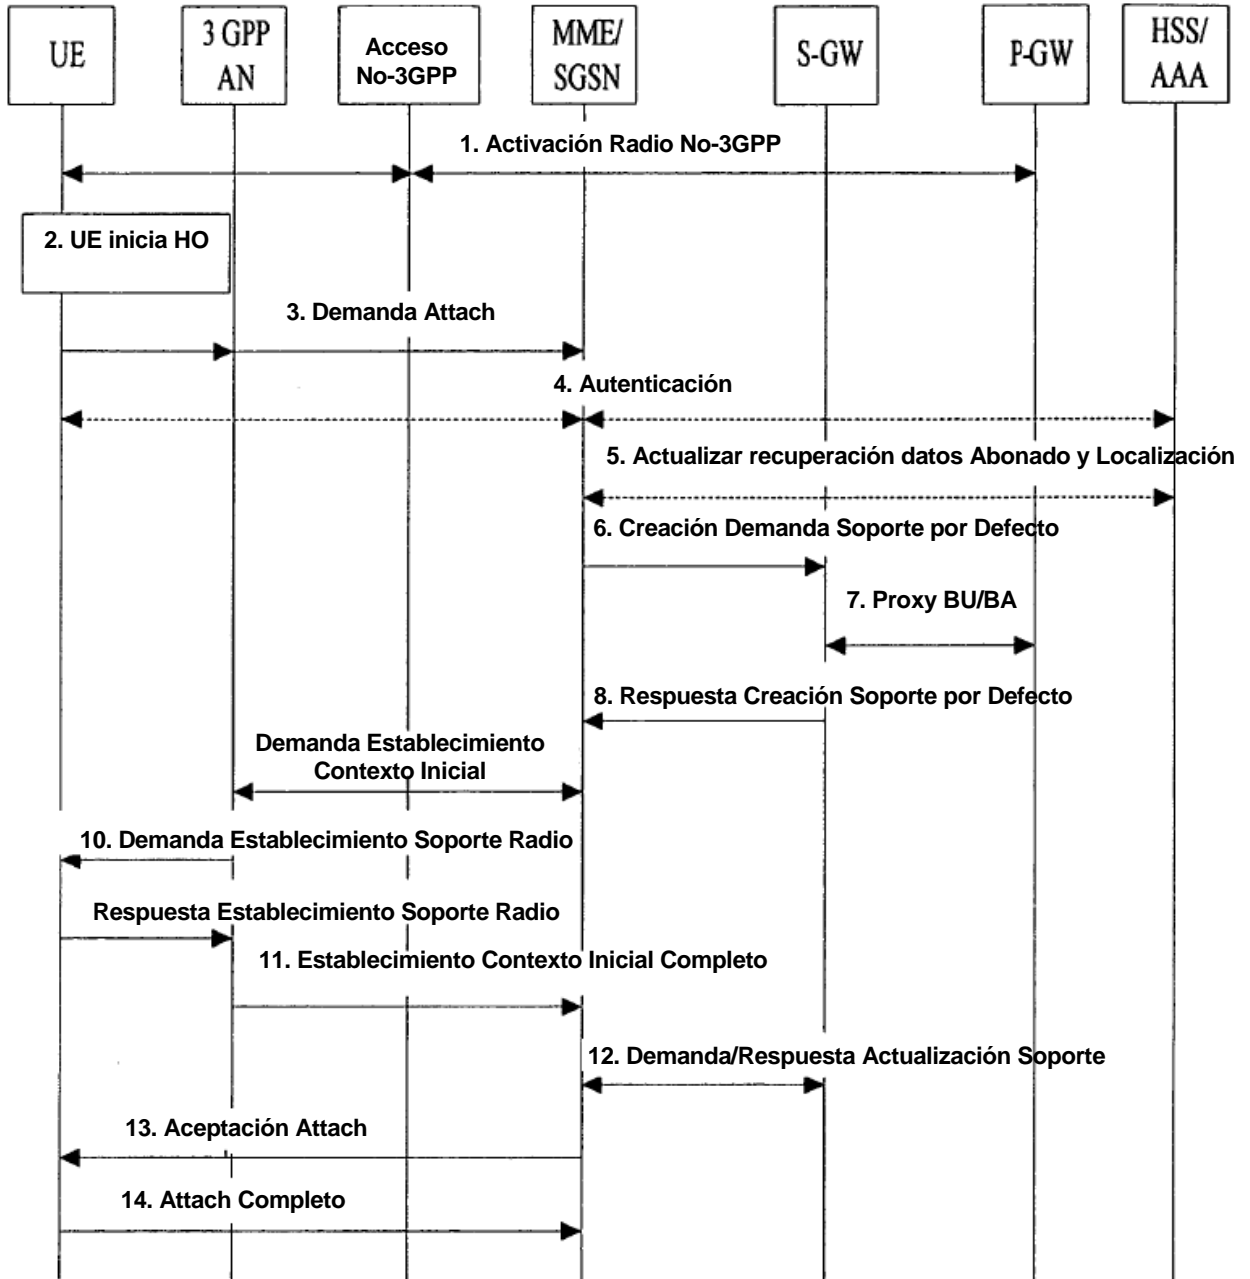 UE
3 GPP
AN
Acceso
No-3GPP
MME/
SGSN
S-GW
P-GW
HSS/
AAA
1. Activación Radio No-3GPP
2. UE inicia HO
3. Demanda Attach
4. Autenticación
5. Actualizar recuperación datos Abonado y Localización
6. Creación Demanda Soporte por Defecto
7. Proxy BU/BA
8. Respuesta Creación Soporte por Defecto
Demanda Establecimiento
Contexto Inicial
10. Demanda Establecimiento Soporte Radio
Respuesta Establecimiento Soporte Radio
11. Establecimiento Contexto Inicial Completo
12. Demanda/Respuesta Actualización Soporte
13. Aceptación Attach
14. Attach Completo